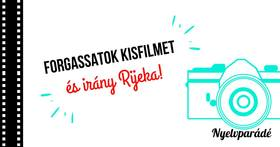 FORGASSATOK KISFILMET
és irány Rijeka!
Nyelvparádé